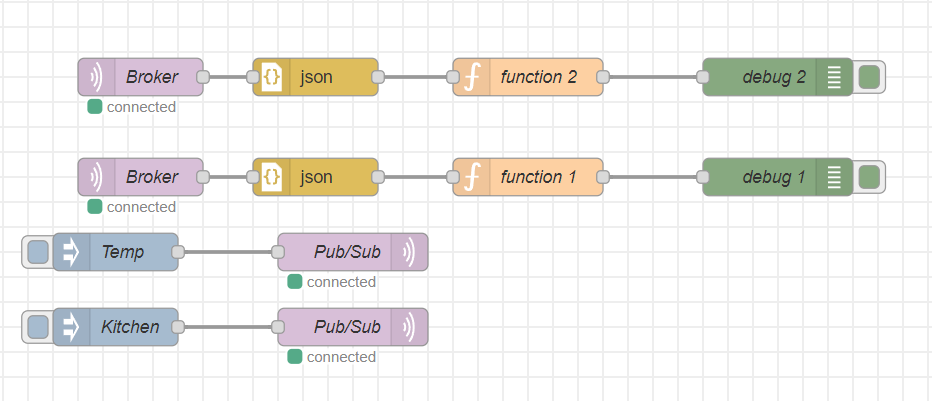 Broker json function 2 debug 2
connected
Broker json function 1 debug 1
connected
Temp Pub/Sub
connected
Kitchen Pub/Sub
connected